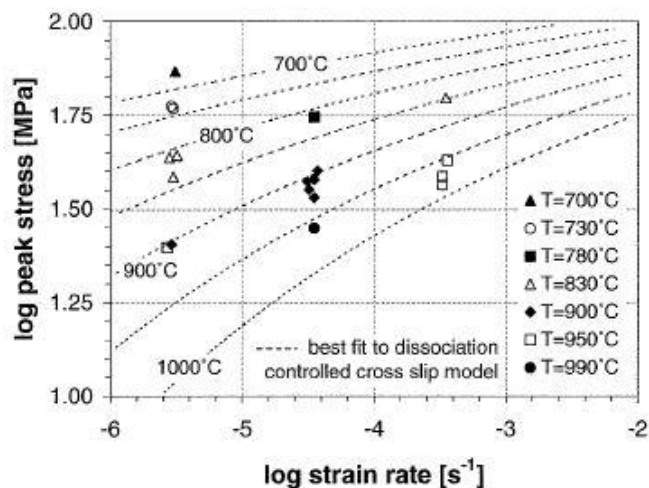 2.00
1.75
1.50
1.25
1.00
log peak stress [MPa]
700°C
800°C
900°C
1000°C
T=700°C
T=730°C
T=780°C
T=830°C
T=900°C
T=950°C
T=990°C
best fit to dissociation
controlled cross slip model
-6 -5 -4 -3 -2
log strain rate [s⁻¹]